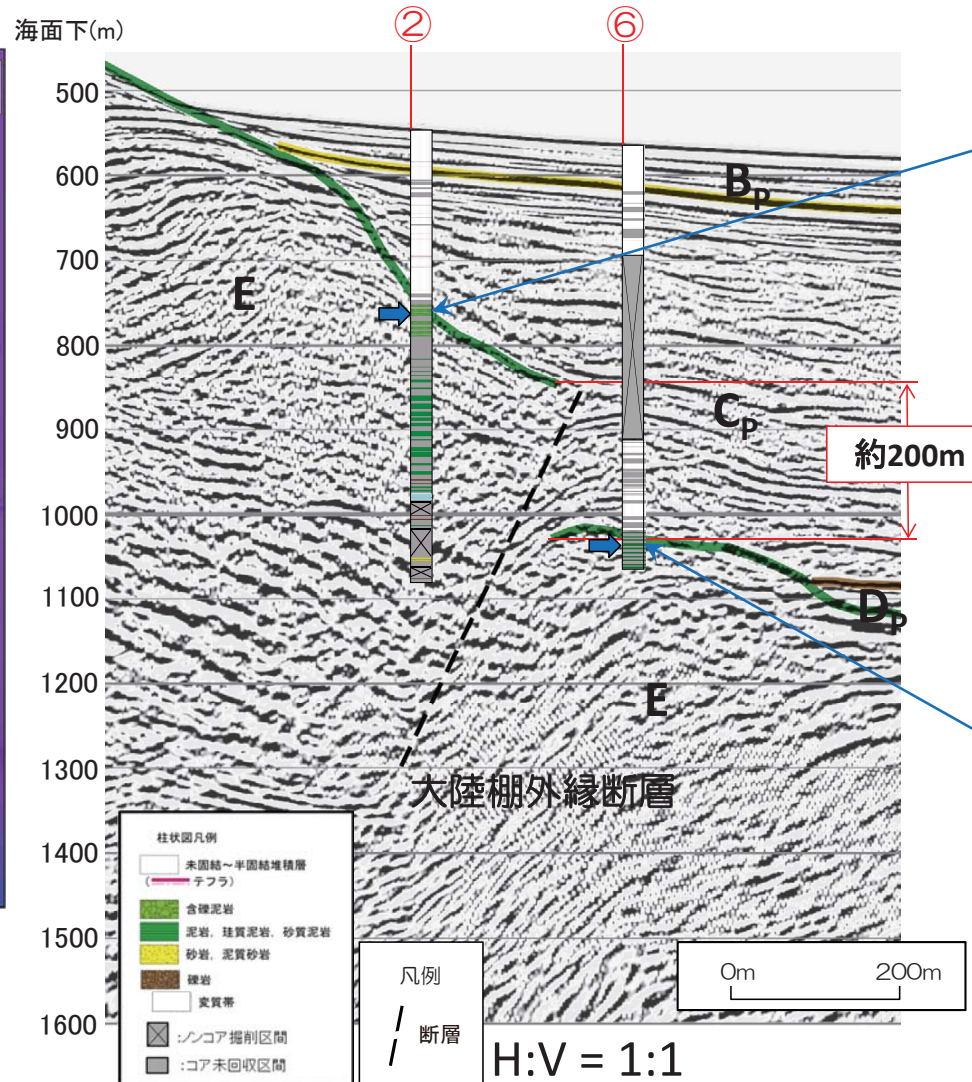 海面下(m)
② ⑥
500
600
700
800
900
1000
1100
1200
1300
1400
1500
1600
B_P
E
C_P
約200m
D_P
E
大陸棚外縁断層
柱状図凡例
未固結～半固結堆積層
(テフラ)
含礫泥岩
泥岩，珪質泥岩，砂質泥岩
砂岩，泥質砂岩
礫岩
変質帯
:ノンコア掘削区間
:コア未回収区間
凡例
断層
0m 200m
H:V = 1:1